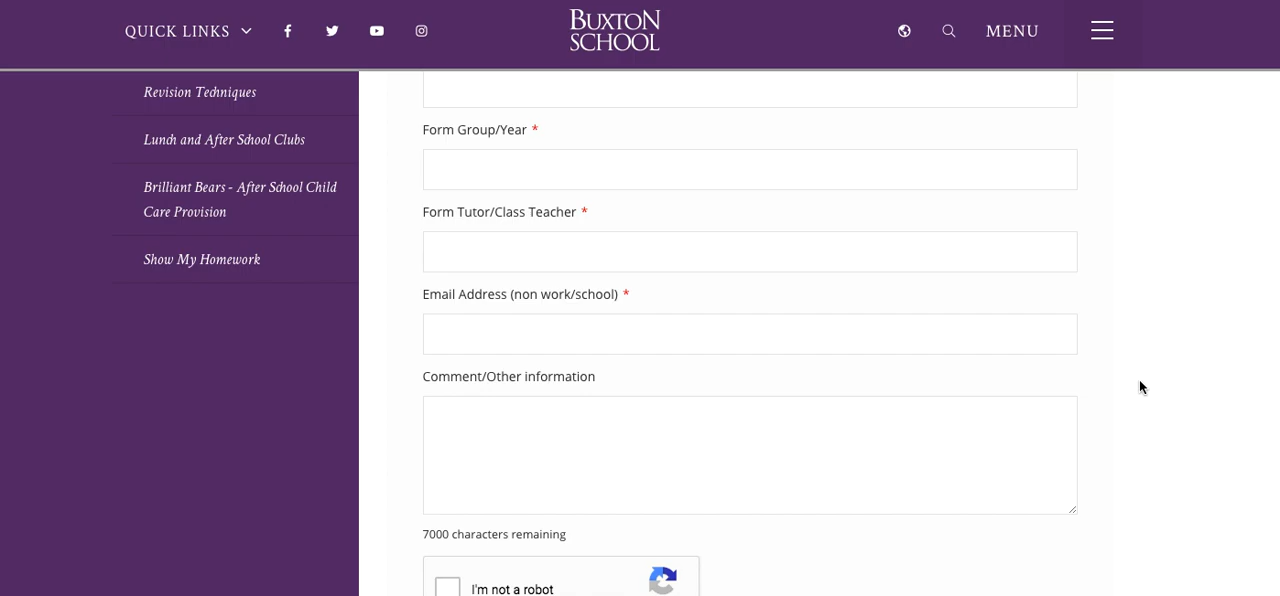 QUICK LINKS
BUXTON
SCHOOL
MENU
Revision Techniques
Lunch and After School Clubs
Brilliant Bears - After School Child
Care Provision
Show My Homework
Form Group/Year *
Form Tutor/Class Teacher *
Email Address (non work/school) *
Comment/Other information
7000 characters remaining
I'm not a robot